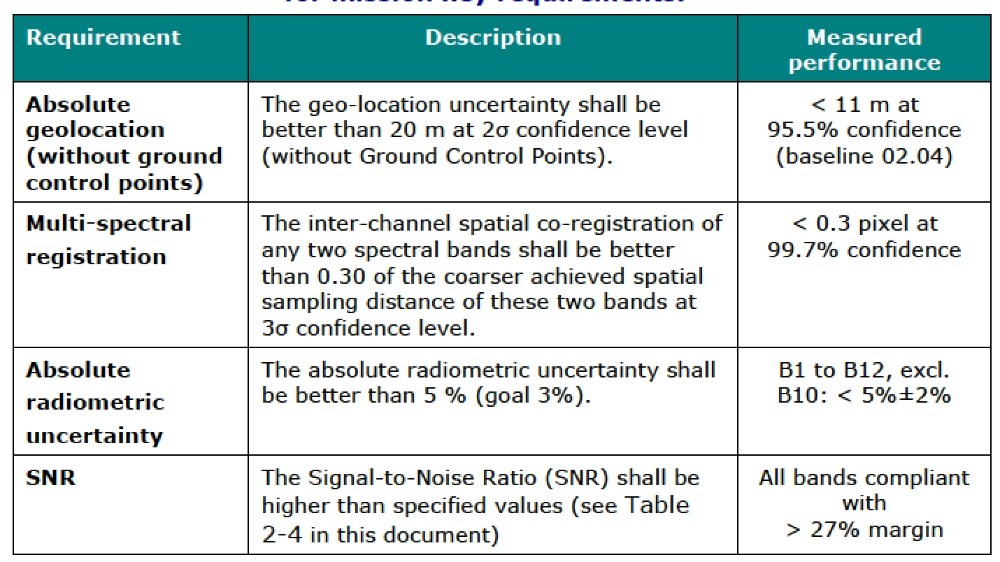 for mission key requirements.
Requirement
Description
Measured
performance
Absolute
geolocation
(without ground
control points)
The geo-location uncertainty shall be
better than 20 m at 2σ confidence level
(without Ground Control Points).
< 11 m at
95.5% confidence
(baseline 02.04)
Multi-spectral
registration
The inter-channel spatial co-registration of
any two spectral bands shall be better
than 0.30 of the coarser achieved spatial
sampling distance of these two bands at
3σ confidence level.
< 0.3 pixel at
99.7% confidence
Absolute
radiometric
uncertainty
The absolute radiometric uncertainty shall
be better than 5 % (goal 3%).
B1 to B12, excl.
B10: < 5%±2%
SNR
The Signal-to-Noise Ratio (SNR) shall be
higher than specified values (see Table
2-4 in this document)
All bands compliant
with
> 27% margin